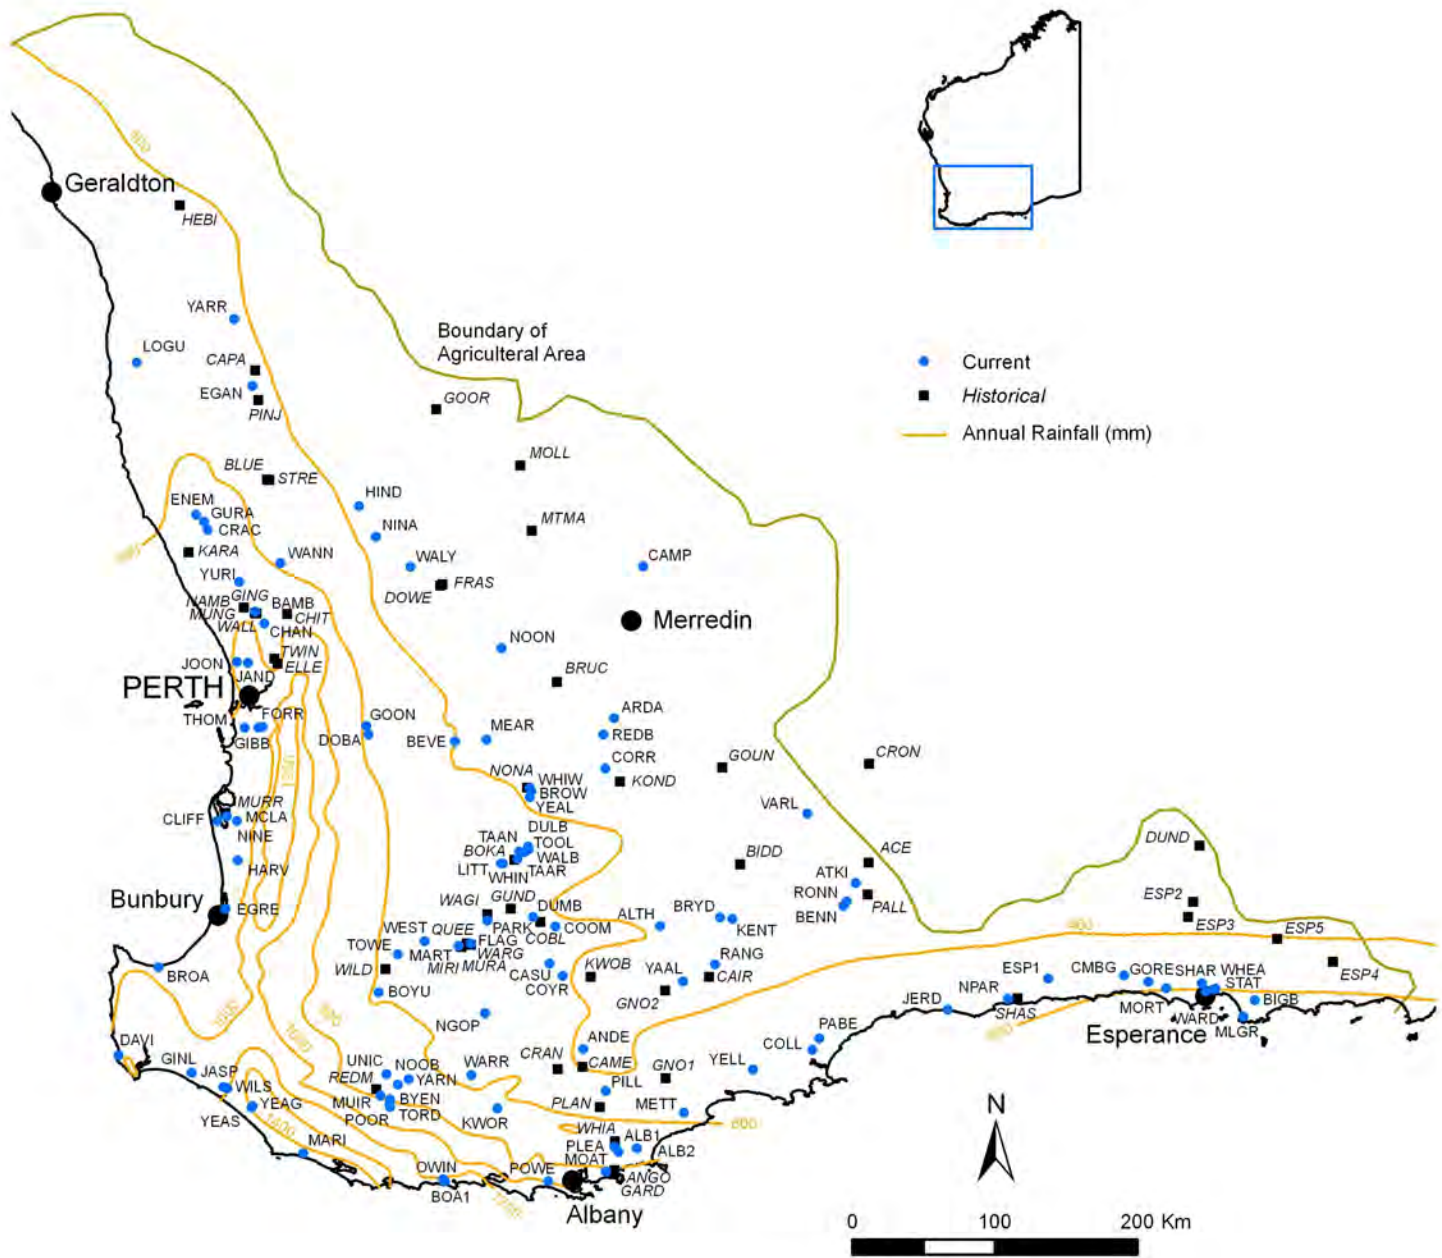 400
Geraldton
HEBI
YARR
Boundary of
Agriculteral Area
LOGU
CAPA
Current
EGAN
GOOR
Historical
PINJ
Annual Rainfall (mm)
MOLL
BLUE
STRE
ENEM
HIND
GURA
CRAC
NINA
MTMA
KARA
WANN
WALY
CAMP
YURI
FRAS
DOWE
GING
NAMB
BAMB
MUNG
CHIT
WALL
CHAN
Merredin
NOON
TWIN
JOON
ELLE
BRUC
JAND
PERTH
THOM
FORR
GOON
ARDA
GIBB
DOBA
BEVE
MEAR
REDB
CORR
GOUN
CRON
NONA
WHIW
KOND
BROW
MURR
YEAL
VARL
CLIFF
MCLA
NINE
DULB
TAAN
TOOL
BOKA
WALB
DUND
HARV
LITT
TAAR
BIDD
ACE
WHIN
ATKI
Bunbury
GUND
RONN
ESP2
WAGI
PALL
EGRE
DUMB
BENN
ALTH
BRYD
WEST
QUEE
PARK
COOM
KENT
ESP3
400
ESP5
COBL
TOWE
MART
FLAG
WARG
BROA
WILD
MIRI
MURA
KWOB
RANG
ESP4
CASU
YAAL
CAIR
ESP1
CMBG
GORE
SHAR
WHEA
BOYU
COYR
GNO2
NPAR
STAT
JERD
SHAS
MORT
WARD
BIGB
NGOP
MLGR
600
Esperance
DAVI
ANDE
PABE
COLL
GINL
UNIC
NOOB
WARR
CRAN
CAME
GNO1
YELL
JASP
REDM
YARN
WILS
PILL
MUIR
BYEN
YEAG
KWOR
PLAN
METT
YEAS
POOR
TORD
1400
800
N
WHIA
MARI
PLEA
ALB1
MOAT
ALB2
OWIN
POWE
ANGO
BOA1
GARD
Albany
0
100
200 Km